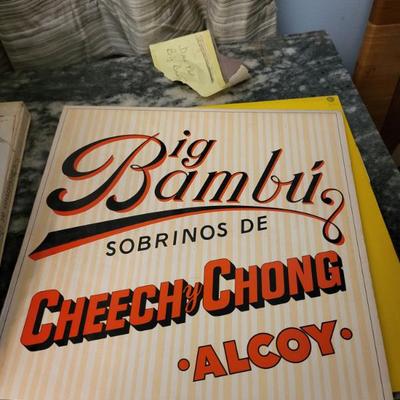 Big
Bambú
SOBRINOS DE
CHEECH y CHONG
•ALCOY•